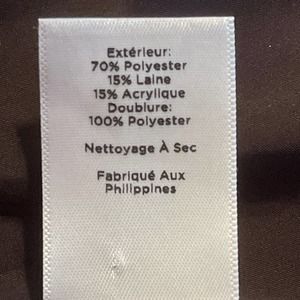 Extérieur:
70% Polyester
15% Laine
15% Acrylique
Doublure:
100% Polyester
Nettoyage À Sec
Fabriqué Aux
Philippines